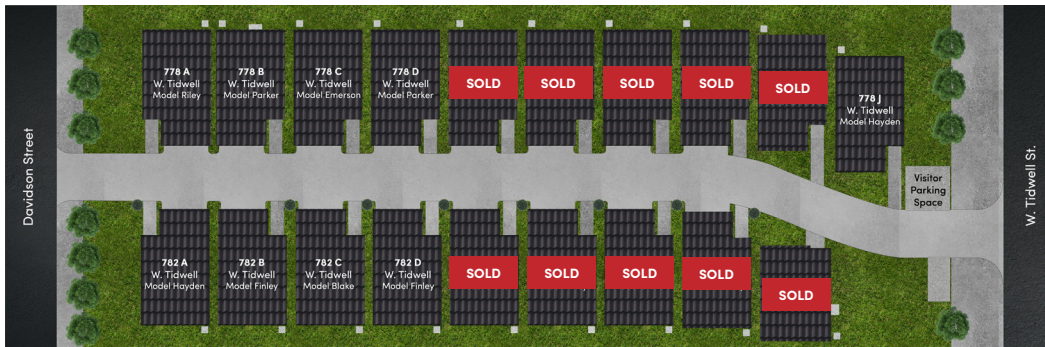 Davidson Street
778 A
W. Tidwell
Model Riley
778 B
W. Tidwell
Model Parker
778 C
W. Tidwell
Model Emerson
778 D
W. Tidwell
Model Parker
SOLD
SOLD
SOLD
SOLD
SOLD
778 J
W. Tidwell
Model Hayden
Visitor
Parking
Space
W. Tidwell St.
782 A
W. Tidwell
Model Hayden
782 B
W. Tidwell
Model Finley
782 C
W. Tidwell
Model Blake
782 D
W. Tidwell
Model Finley
SOLD
SOLD
SOLD
SOLD
SOLD